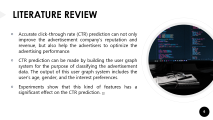 LITERATURE REVIEW
Accurate click-through rate (CTR) prediction can not only
improve the advertisement company's reputation and
revenue, but also help the advertisers to optimize the
advertising performance
CTR prediction can be made by building the user graph
system for the purpose of classifying the advertisement
data. The output of this user graph system includes the
user's age, gender, and the interest preferences.
Experiments show that this kind of features has a
significant effect on the CTR prediction.